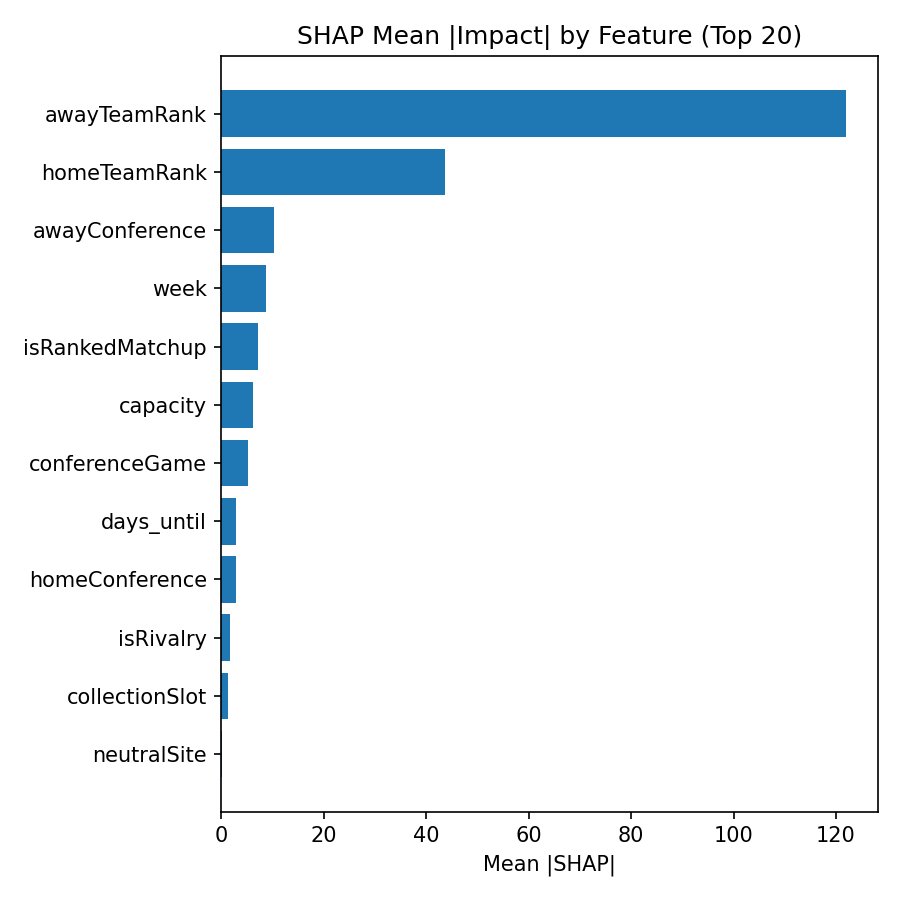 SHAP Mean |Impact| by Feature (Top 20)
awayTeamRank
homeTeamRank
awayConference
week
isRankedMatchup
capacity
conferenceGame
days_until
homeConference
isRivalry
collectionSlot
neutralSite
0 20 40 60 80 100 120
Mean |SHAP|